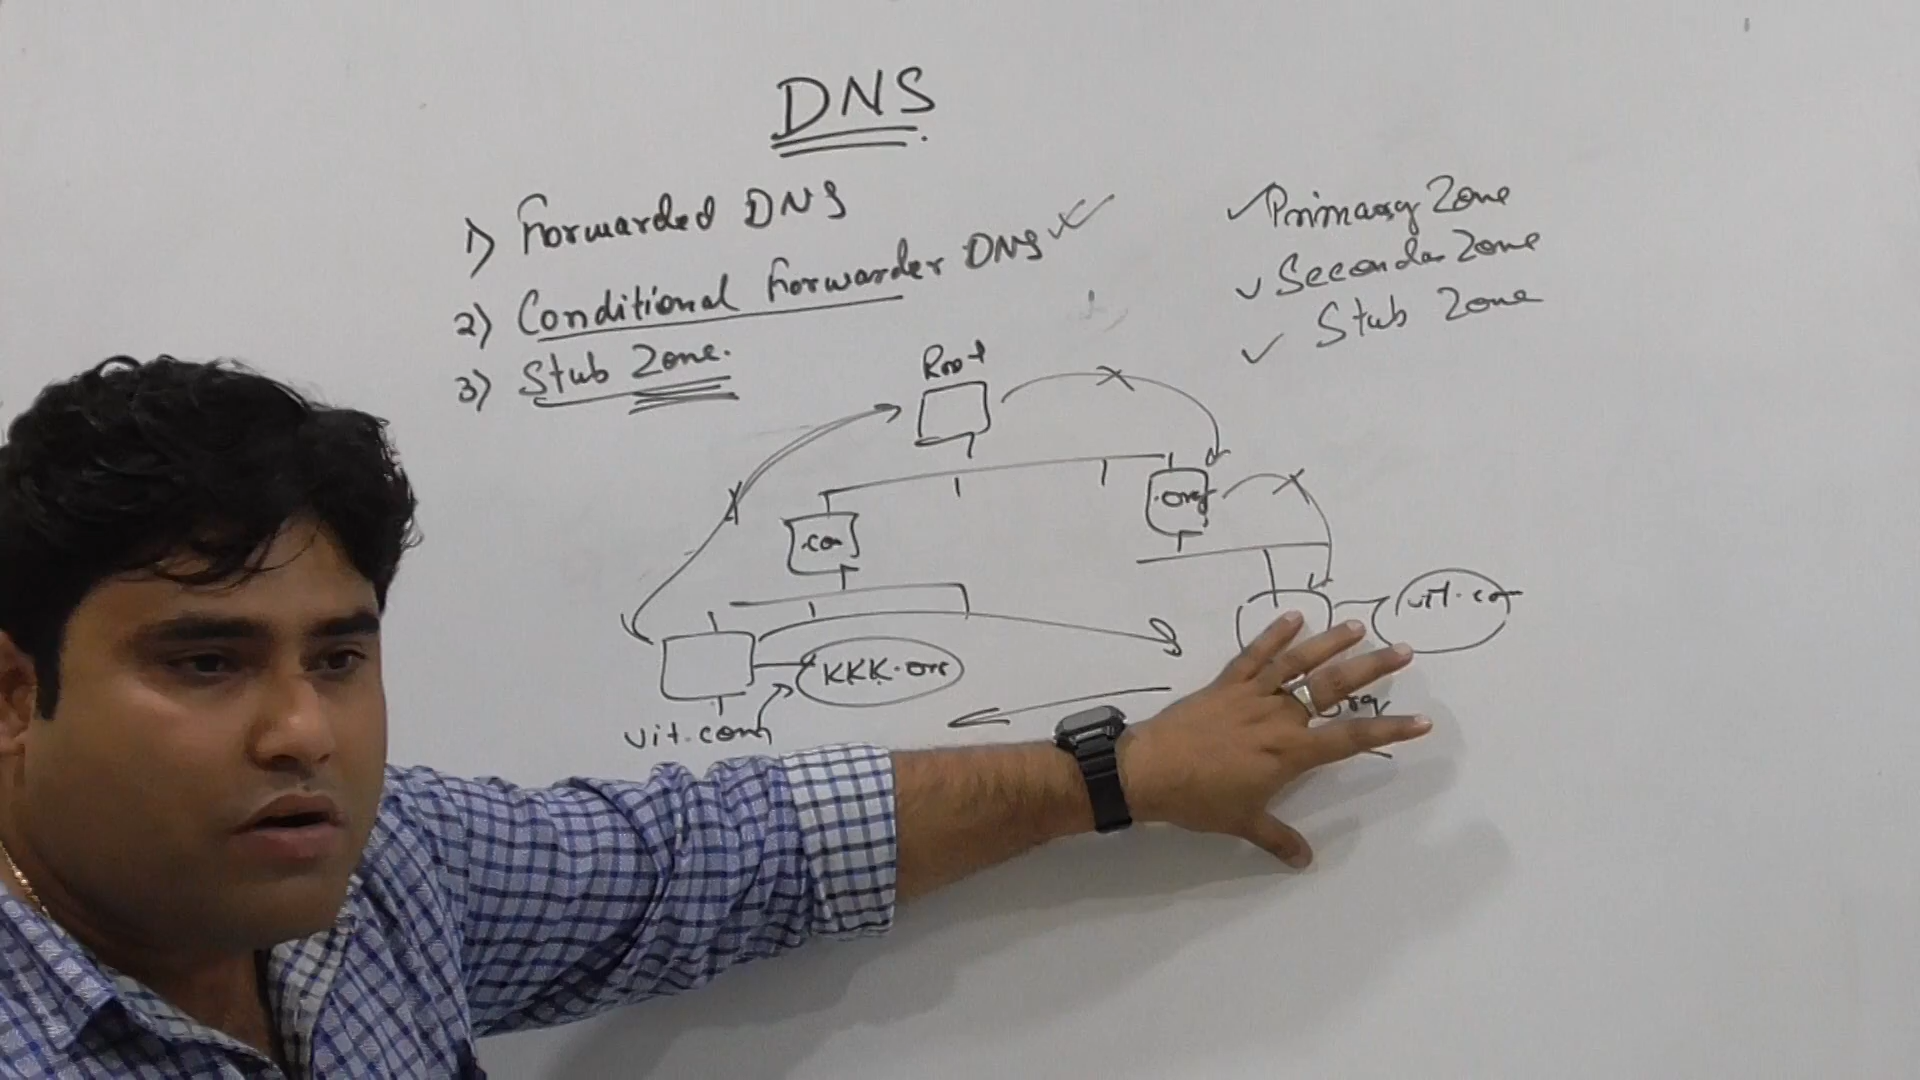 DNS
1) Forwarded DNS
2) Conditional Forwarder DNS
3) Stub Zone.
Primary Zone
Seconda Zone
Stub Zone
Root
.com
.org
vit.com
KKK.org
vit.com